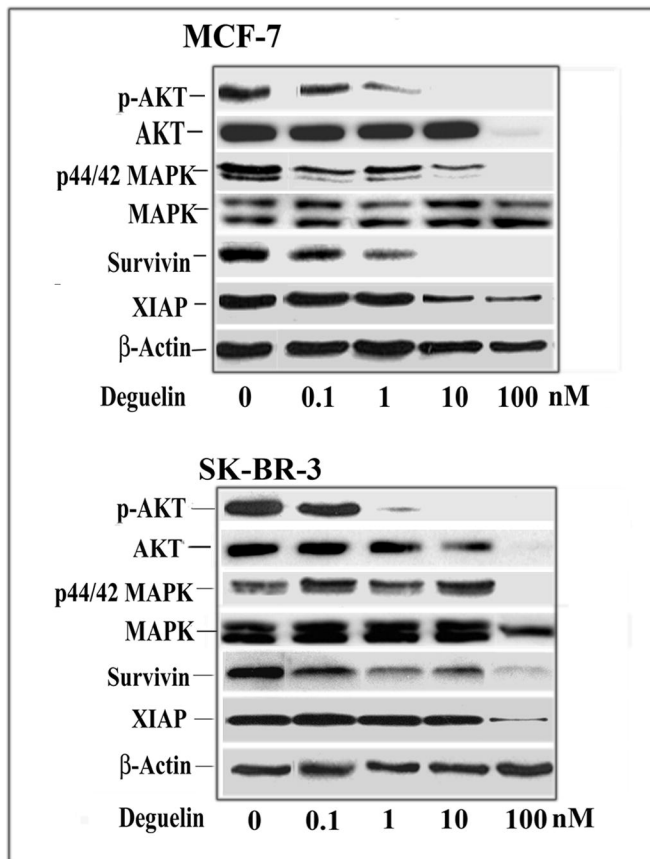 MCF-7
p-AKT
AKT
p44/42 MAPK
MAPK
Survivin
XIAP
β-Actin
Deguelin 0 0.1 1 10 100 nM
SK-BR-3
p-AKT
AKT
p44/42 MAPK
MAPK
Survivin
XIAP
β-Actin
Deguelin 0 0.1 1 10 100 nM